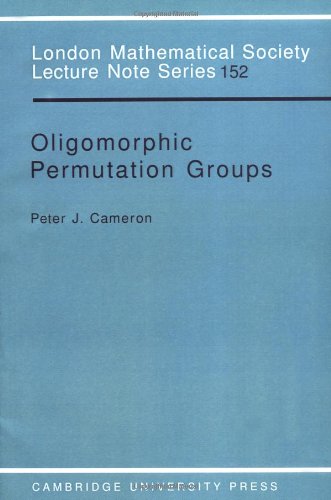 London Mathematical Society
Lecture Note Series 152
Oligomorphic
Permutation Groups
Peter J. Cameron
CAMBRIDGE UNIVERSITY PRESS